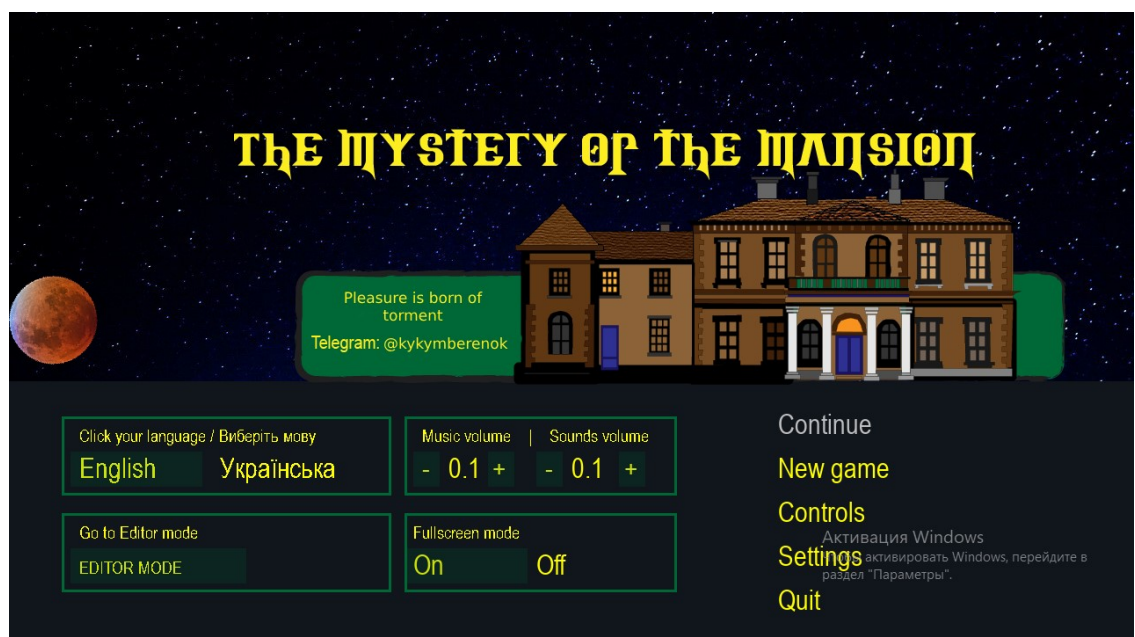 The Mystery of the Mansion
Pleasure is born of
torment
Telegram: @kykymberenok
Click your language / Виберіть мову
English Українська
Music volume | Sounds volume
- 0.1 + - 0.1 +
Go to Editor mode
EDITOR MODE
Fullscreen mode
On Off
Continue
New game
Controls
Активация Windows
Settings
активировать Windows, перейдите в
раздел "Параметры".
Quit